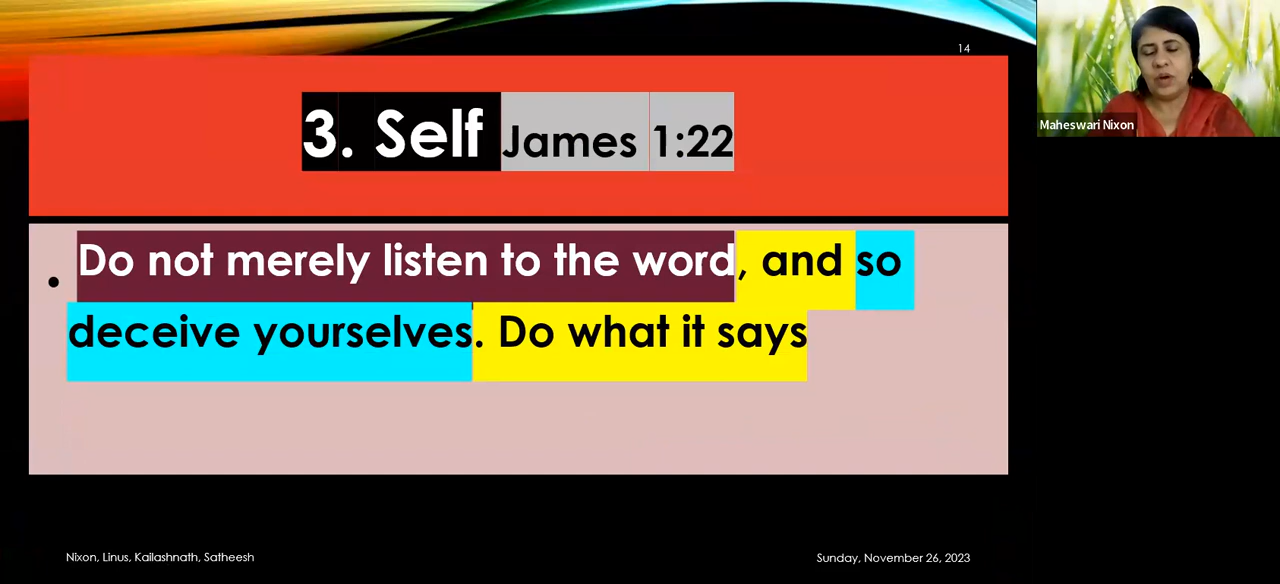 14
Maheswari Nixon
3. Self James 1:22
• Do not merely listen to the word, and so
deceive yourselves. Do what it says
Nixon, Linus, Kailashnath, Satheesh
Sunday, November 26, 2023